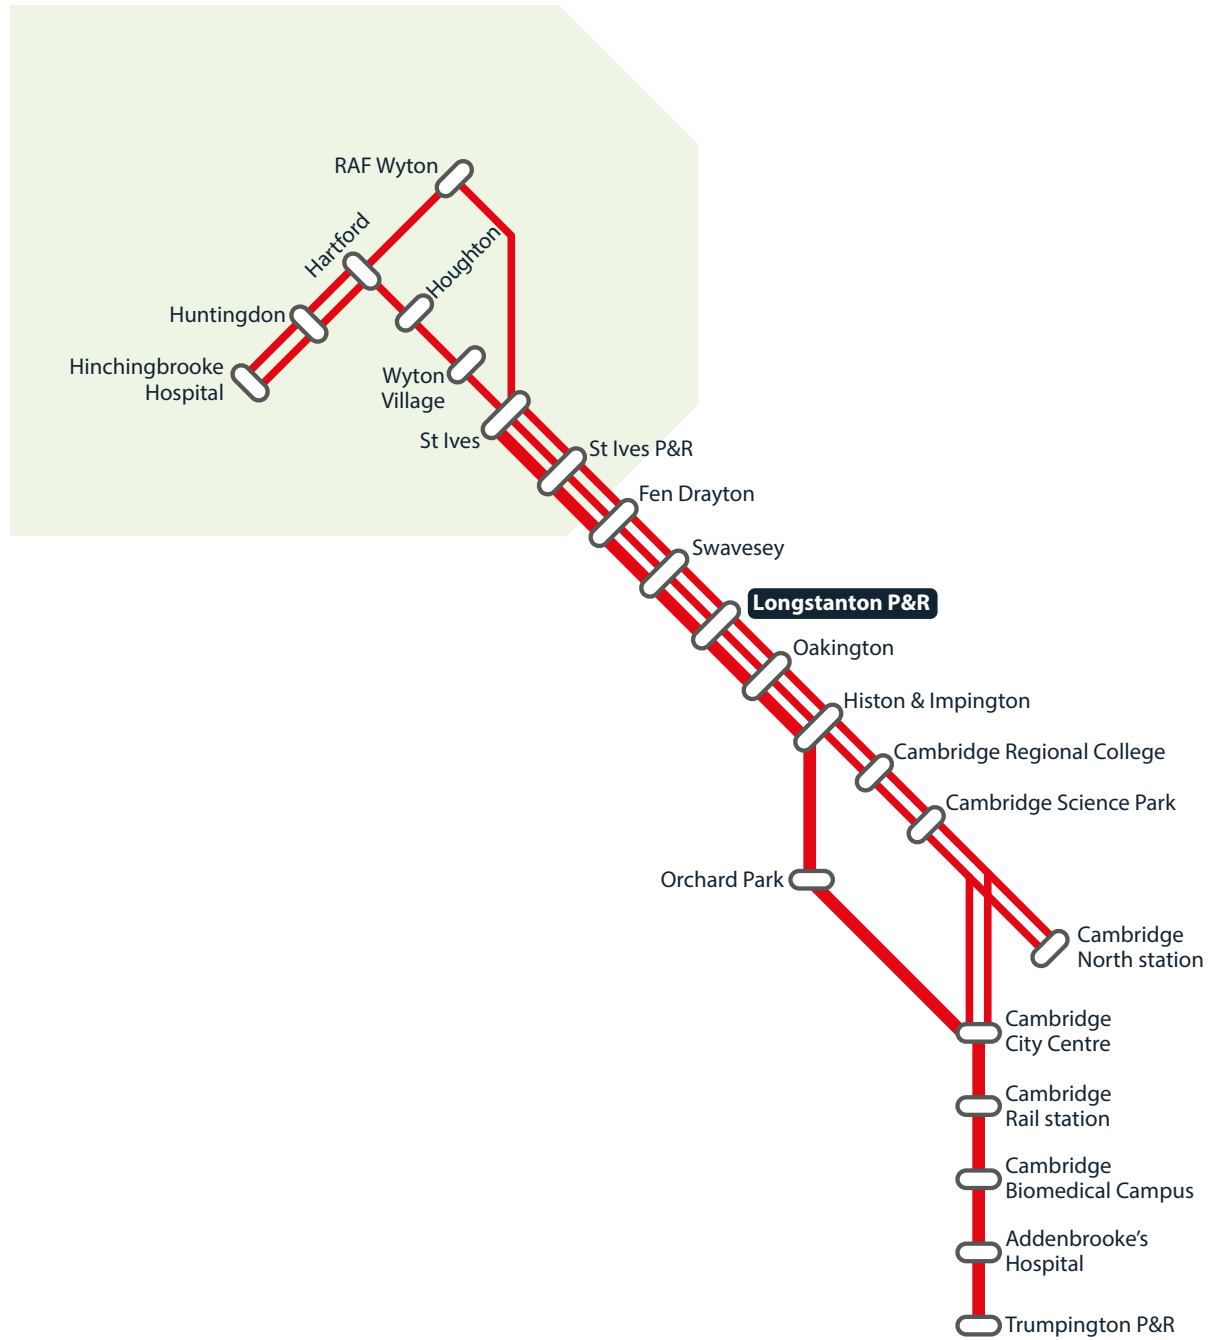 RAF Wyton
Hartford
Houghton
Huntingdon
Hinchingbrooke
Hospital
Wyton
Village
St Ives
St Ives P&R
Fen Drayton
Swavesey
Longstanton P&R
Oakington
Histon & Impington
Cambridge Regional College
Cambridge Science Park
Orchard Park
Cambridge
North station
Cambridge
City Centre
Cambridge
Rail station
Cambridge
Biomedical Campus
Addenbrooke’s
Hospital
Trumpington P&R